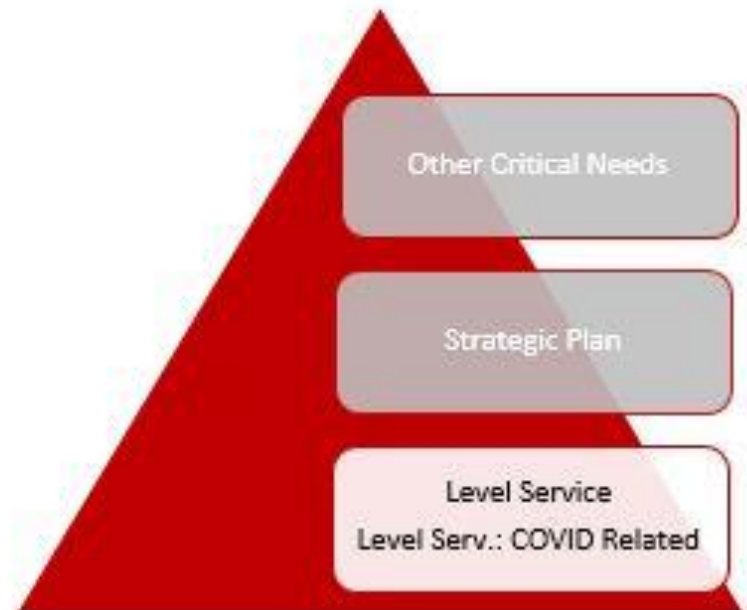 Other Critical Needs
Strategic Plan
Level Service
Level Serv.: COVID Related